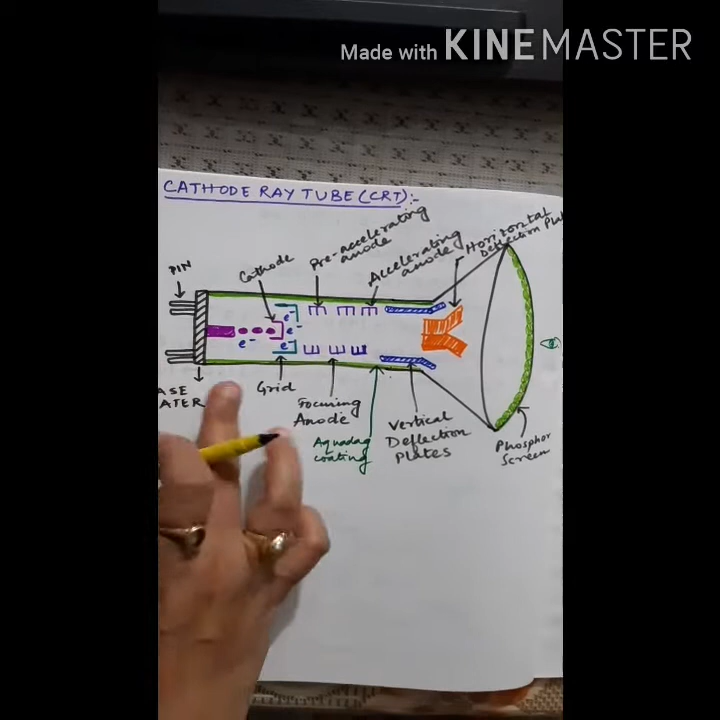 Made with KINEMASTER
CATHODE RAY TUBE (CRT):-
Pre-accelerating
anode
Accelerating
anode
Horizontal
Deflection
PIN
Cathode
e-
e-
e-
e-
Grid
Focusing
Anode
Aquadag
coating
Vertical
Deflection
Plates
Phosphor
Screen